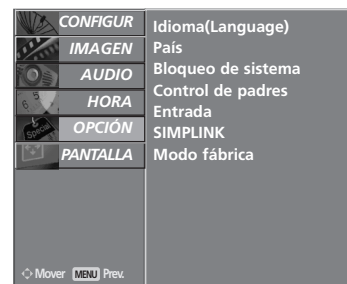 CONFIGUR
IMAGEN
AUDIO
HORA
OPCIÓN
PANTALLA
Mover MENU Prev.
Idioma(Language)
País
Bloqueo de sistema
Control de padres
Entrada
SIMPLINK
Modo fábrica
Special